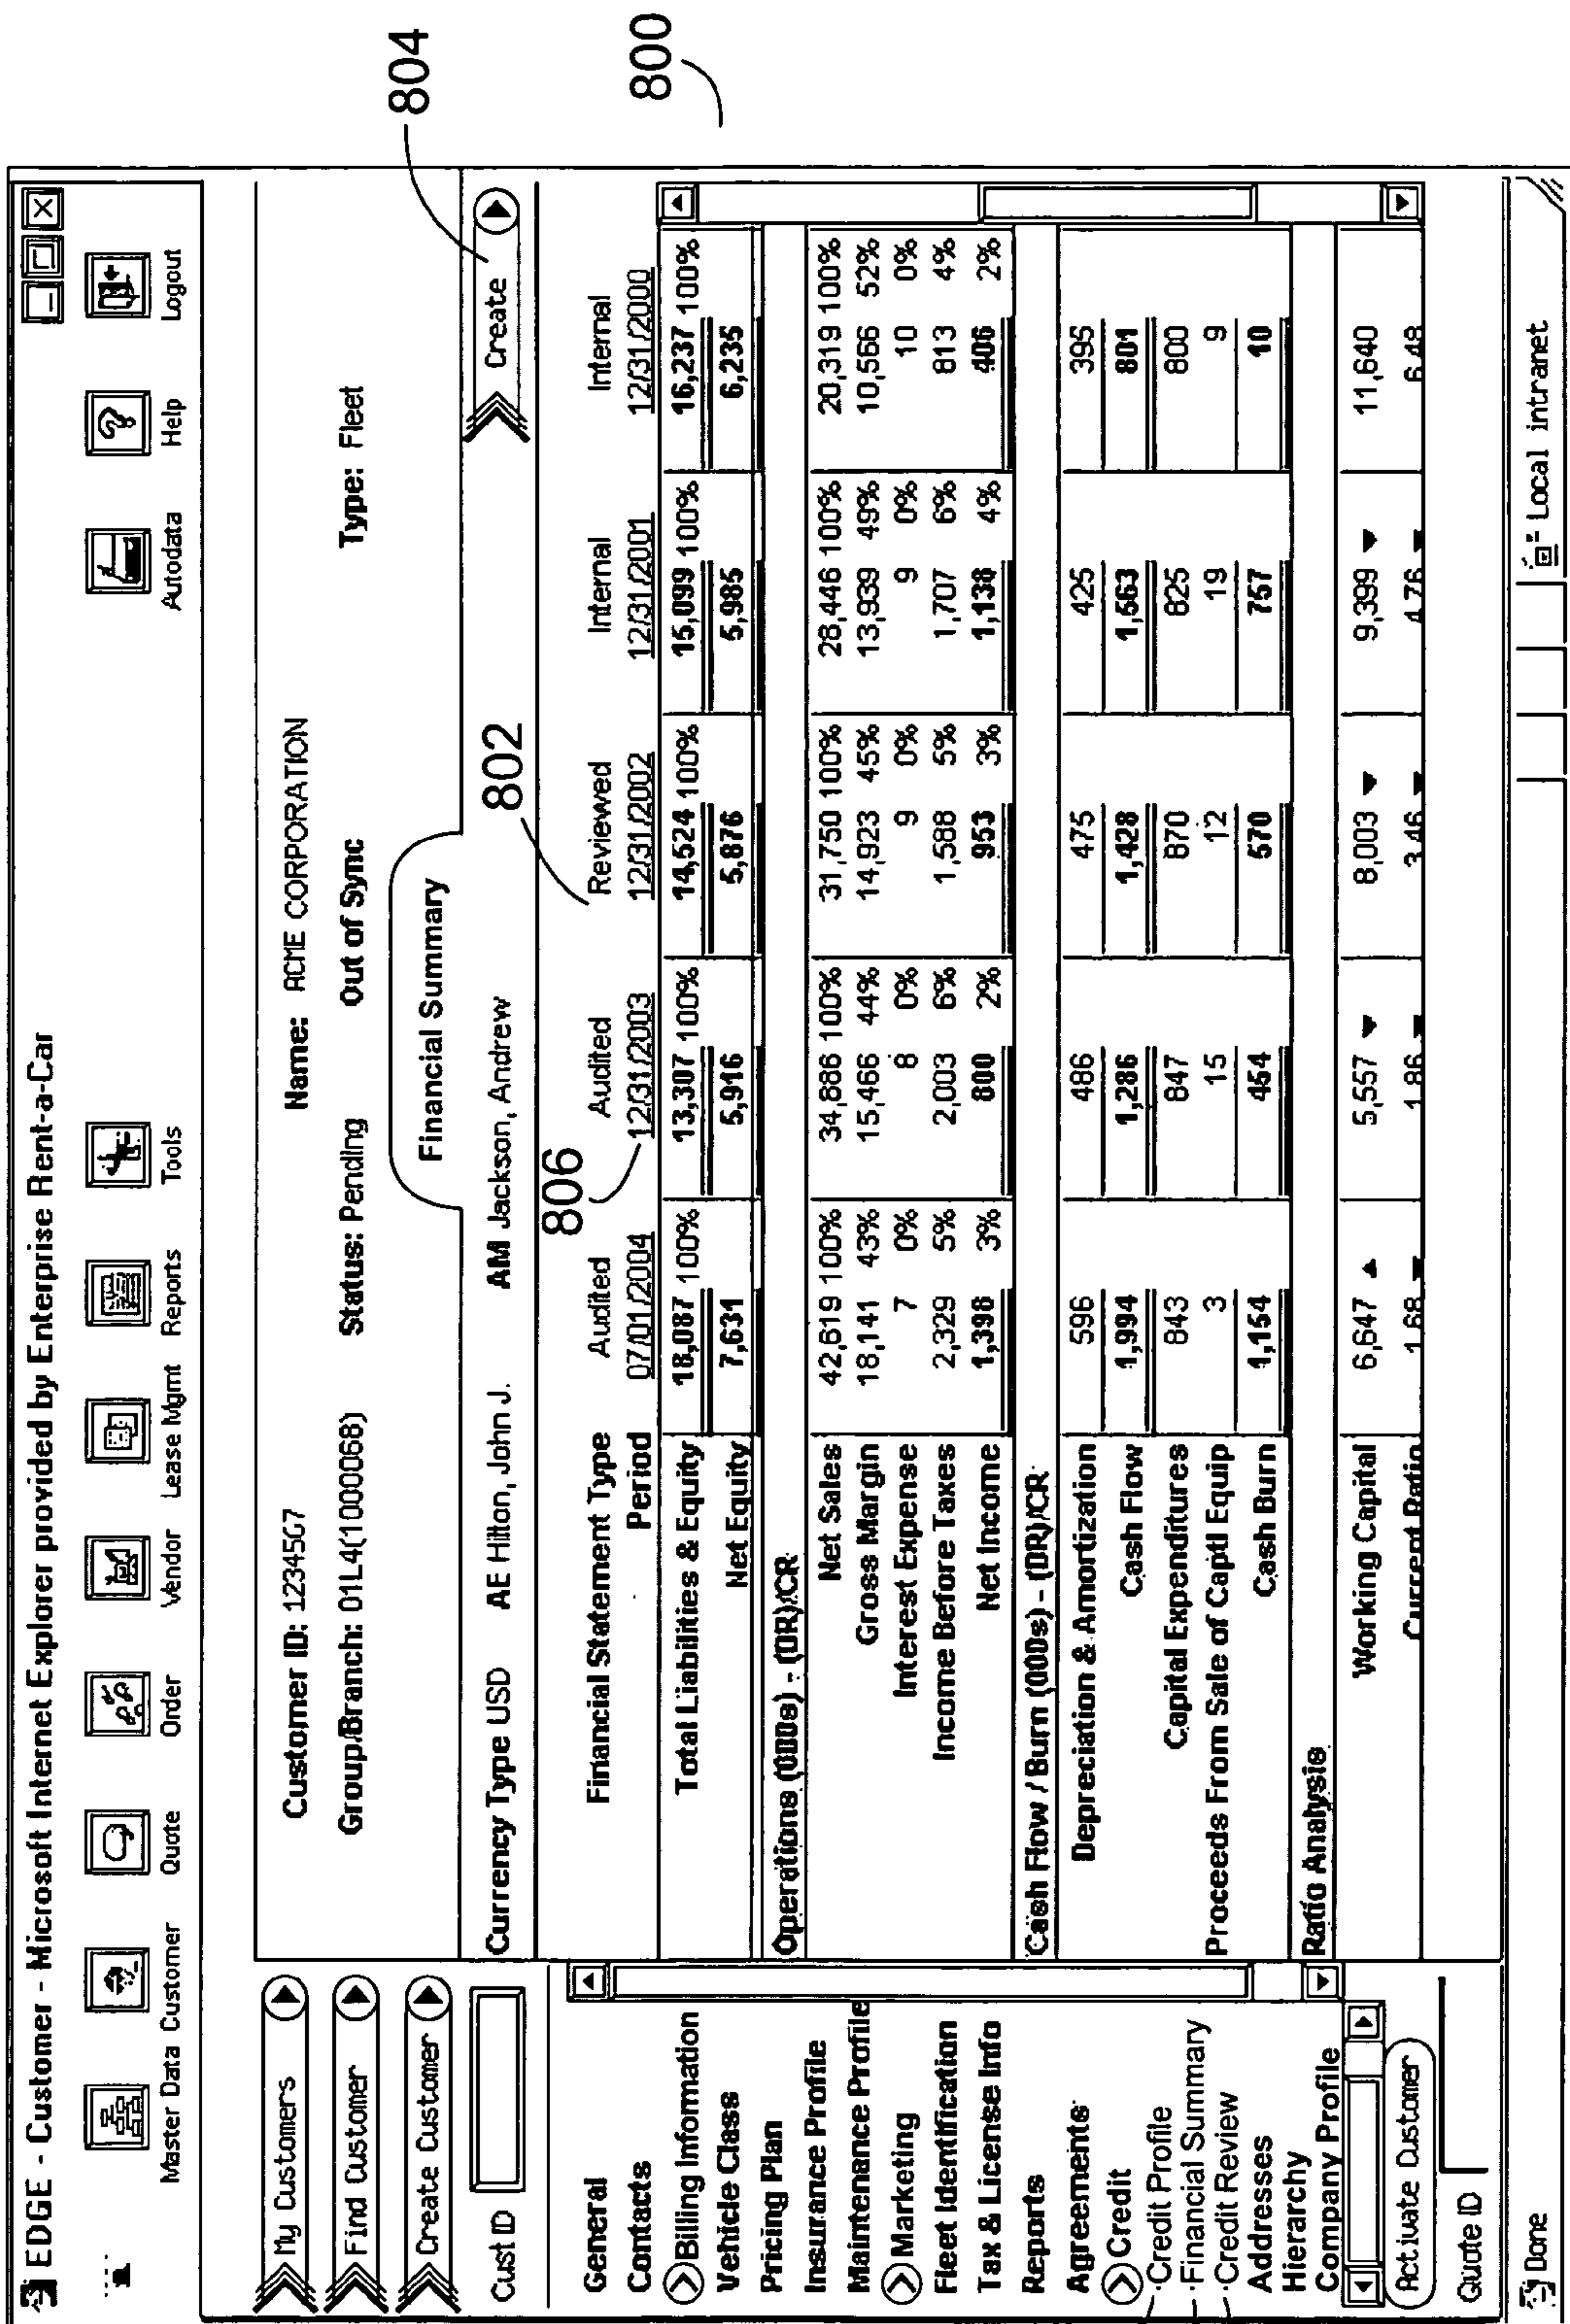 EDGE - Customer - Microsoft Internet Explorer provided by Enterprise Rent-a-Car
Master Data Customer Quote Order Vendor Lease Mgmt Reports Tools Autodata Help Logout
My Customers
Find Customer
Create Customer
Cust ID
General
Contacts
Billing Infomation
Vehicle Class
Pricing Plan
Insurance Profile
Maintenance Profile
Marketing
Fleet Identification
Tax & License Info
Reports
Agreements
Credit
Credit Profile
Financial Summary
Credit Review
Addresses
Hierarchy
Company Profile
Activate Customer
Quote ID
Customer ID: 1234567 Name: ACME CORPORATION
Group/Branch: 01L4(1000068) Status: Pending Out of Sync Type: Fleet
Financial Summary
804
Currency Type USD AE Hilton, John J. AM Jackson, Andrew Create
802
806
800
Financial Statement Type Audited Audited Reviewed Internal Internal
Period 07/01/2004 12/31/2003 12/31/2002 12/31/2001 12/31/2000
Total Liabilities & Equity 18,087 100% 13,307 100% 14,524 100% 15,099 100% 16,237 100%
Net Equity 7,631 5,916 5,876 5,985 6,235
Operations (000s) - (DR)/CR
Net Sales 42,619 100% 34,886 100% 31,750 100% 28,446 100% 20,319 100%
Gross Margin 18,141 43% 15,466 44% 14,923 45% 13,939 49% 10,566 52%
Interest Expense 7 0% 8 0% 9 0% 9 0% 10 0%
Income Before Taxes 2,329 5% 2,003 6% 1,588 5% 1,707 6% 813 4%
Net Income 1,398 3% 800 2% 953 3% 1,138 4% 406 2%
Cash Flow / Burn (000s) - (DR)/CR
Depreciation & Amortization 596 486 475 425 395
Cash Flow 1,994 1,286 1,428 1,563 801
Capital Expenditures 843 847 870 825 800
Proceeds From Sale of Captl Equip 3 15 12 19 9
Cash Burn 1,154 454 570 757 10
Ratio Analysis
Working Capital 6,647 ▲ 5,557 ▼ 8,003 ▼ 9,399 ▼ 11,640
Current Ratio 1.68 ▼ 1.86 ▼ 3.46 ▼ 4.76 ▼ 6.48
Done Local intranet